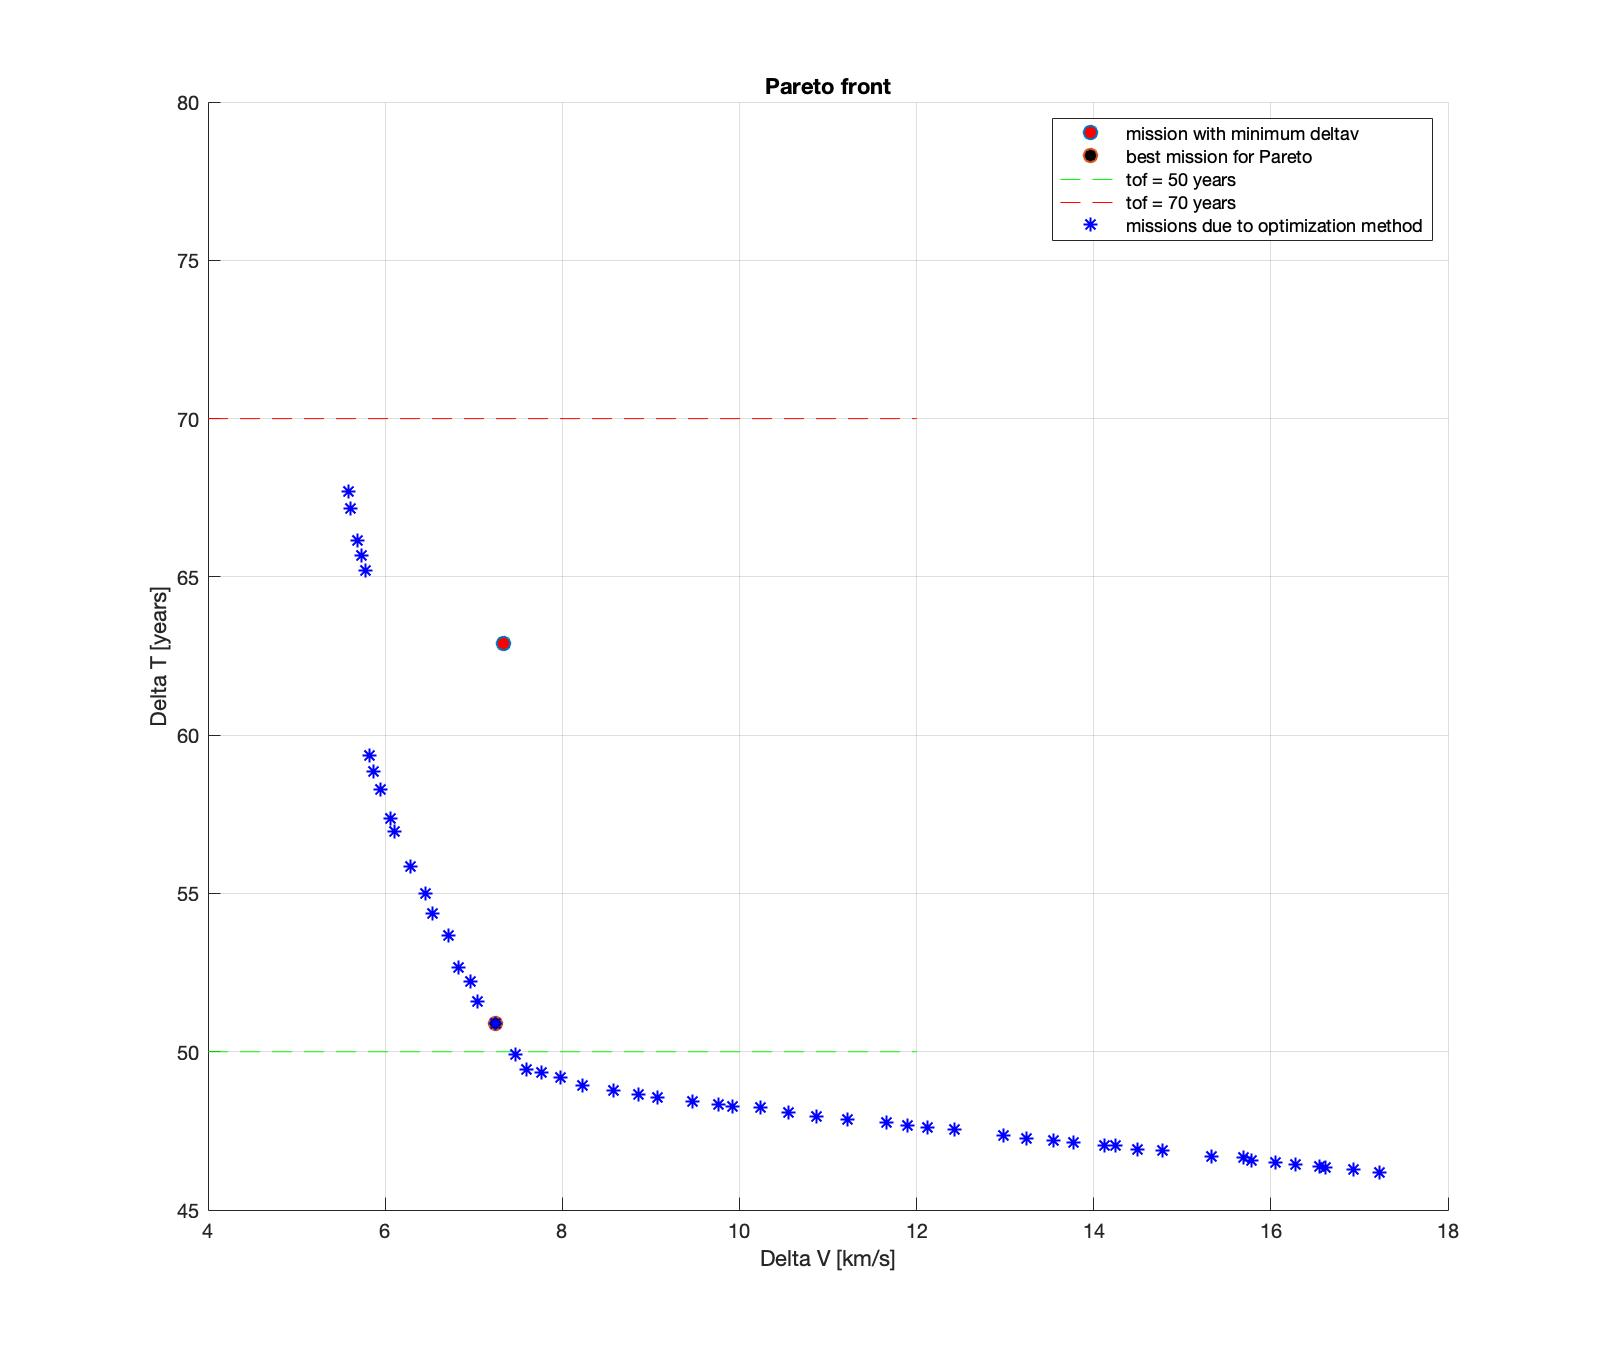 Pareto front
mission with minimum deltav
best mission for Pareto
tof = 50 years
tof = 70 years
missions due to optimization method
80
75
70
65
60
55
50
45
Delta T [years]
4
6
8
10
12
14
16
18
Delta V [km/s]